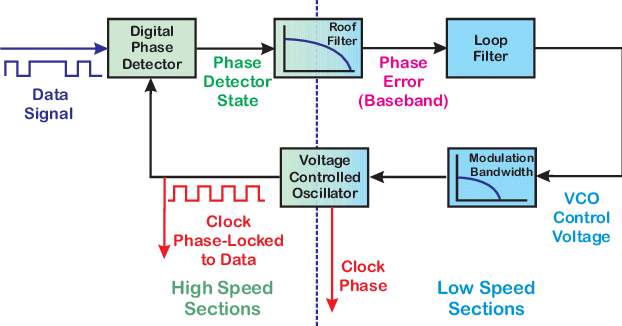 Digital
Phase
Detector
Roof
Filter
Loop
Filter
Data
Signal
Phase
Detector
State
Phase
Error
(Baseband)
Voltage
Controlled
Oscillator
Modulation
Bandwidth
VCO
Control
Voltage
Clock
Phase-Locked
to Data
Clock
Phase
High Speed
Sections
Low Speed
Sections